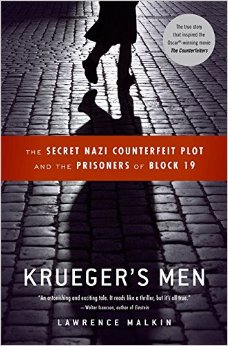 The true story
that inspired the
Oscar®-winning movie
The Counterfeiters
THE SECRET NAZI COUNTERFEIT PLOT
AND THE PRISONERS OF BLOCK 19
KRUEGER'S MEN
"An astonishing and exciting tale. It reads like a thriller, but it's all true."
– Walter Isaacson, author of Einstein
LAWRENCE MALKIN